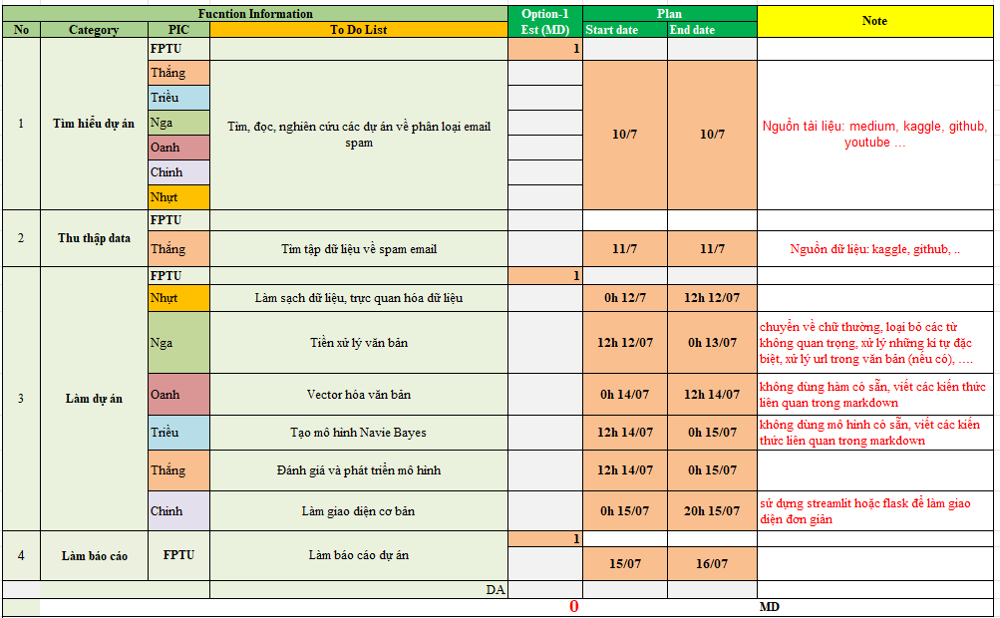 Fucntion Information Option-1 Plan Note
No Category PIC To Do List Est (MD) Start date End date
FPTU 1
1 Tìm hiểu dự án Thắng Tìm, đọc, nghiên cứu các dự án về phân loại email spam 10/7 10/7 Nguồn tài liệu: medium, kaggle, github, youtube ...
Triều
Nga
Oanh
Chinh
Nhựt
2 Thu thập data FPTU
Thắng Tìm tập dữ liệu về spam email 11/7 11/7 Nguồn dữ liệu: kaggle, github, ..
3 Làm dự án FPTU 1
Nhựt Làm sạch dữ liệu, trực quan hóa dữ liệu 0h 12/7 12h 12/07
Nga Tiền xử lý văn bản 12h 12/07 0h 13/07 chuyển về chữ thường, loại bỏ các từ
không quan trọng, xử lý những kí tự đặc
biệt, xử lý url trong văn bản (nếu có), ....
Oanh Vector hóa văn bản 0h 14/07 12h 14/07 không dùng hàm có sẵn, viết các kiến thức
liên quan trong markdown
Triều Tạo mô hình Navie Bayes 12h 14/07 0h 15/07 không dùng mô hình có sẵn, viết các kiến
thức liên quan trong markdown
Thắng Đánh giá và phát triển mô hình 12h 14/07 0h 15/07
Chinh Làm giao diện cơ bản 0h 15/07 20h 15/07 sử dụng streamlit hoặc flask để làm giao
diện đơn giản
4 Làm báo cáo FPTU Làm báo cáo dự án 1
15/07 16/07
DA
0 MD